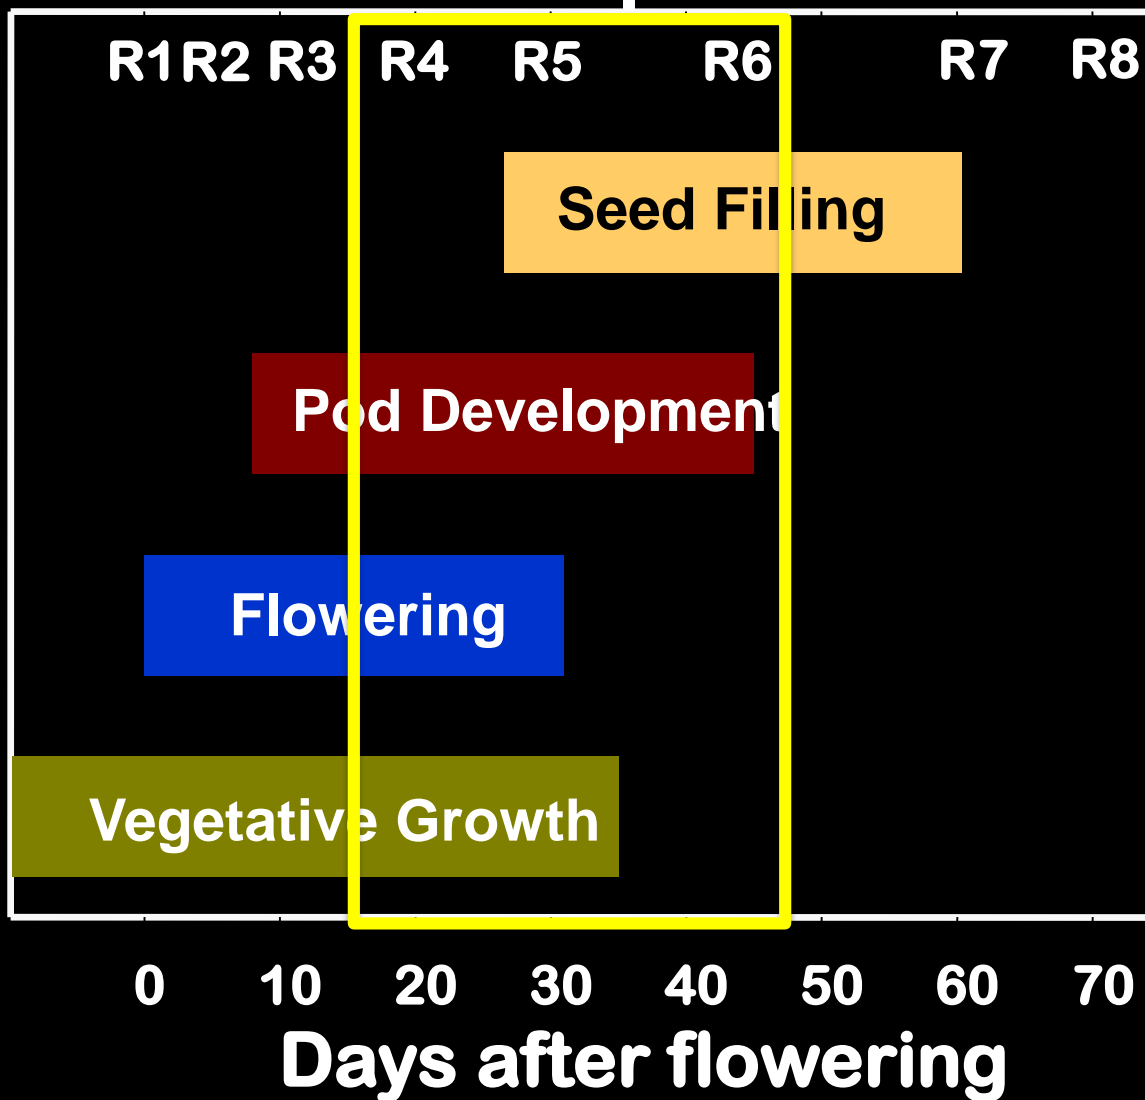 R1 R2 R3 R4 R5 R6 R7 R8
Seed Filling
Pod Development
Flowering
Vegetative Growth
0 10 20 30 40 50 60 70
Days after flowering